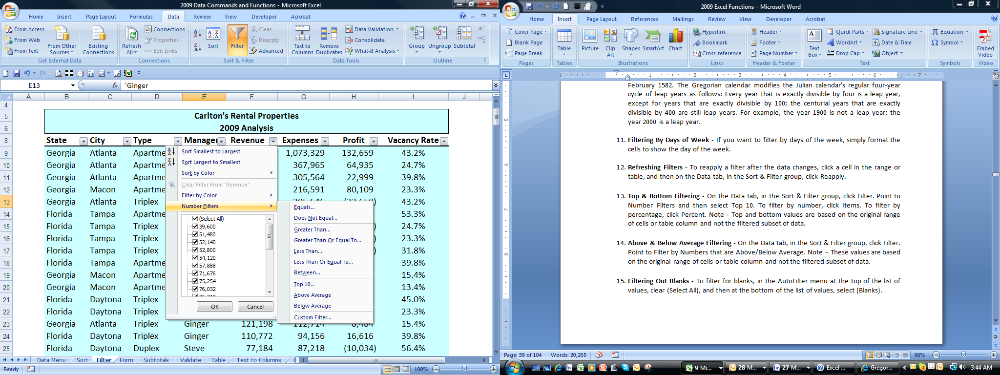 2009 Data Commands and Functions - Microsoft Excel
Home Insert Page Layout Formulas Data Review View Developer Acrobat
From Access
From Web
From Text
From Other Sources
Existing Connections
Get External Data
Refresh All
Connections
Properties
Edit Links
Connections
Sort
Filter
Clear
Reapply
Advanced
Sort & Filter
Text to Columns
Remove Duplicates
Data Validation
Consolidate
What-If Analysis
Data Tools
Group
Ungroup
Subtotal
Outline
E13 fx 'Ginger
A B C D E F G H I J
4
5 Carlton's Rental Properties
6 2009 Analysis
8 State City Type Manager Revenue Expenses Profit Vacancy Rate
9 Georgia Atlanta Apartme 1,073,329 132,659 43.2%
10 Georgia Atlanta Apartme 367,965 64,935 24.7%
11 Georgia Atlanta Apartme 305,564 22,999 39.8%
12 Georgia Macon Apartme 216,591 80,109 23.3%
13 Georgia Atlanta Triplex 43.2%
14 Florida Tampa Apartme 53.3%
15 Florida Tampa Triplex ) 24.7%
16 Florida Tampa Triplex ) 23.3%
17 Florida Tampa Triplex ) 31.8%
18 Florida Tampa Apartme 39.8%
19 Georgia Macon Apartme 15.4%
20 Georgia Macon Apartme 13.4%
21 Florida Daytona Triplex 45.0%
22 Florida Daytona Triplex 23.3%
23 Georgia Atlanta Triplex Ginger 121,198 112,714 8,484 15.4%
24 Florida Daytona Triplex Ginger 110,772 94,156 16,616 39.8%
25 Florida Daytona Duplex Steve 77,184 87,218 (10,034) 56.4%
Sort Smallest to Largest
Sort Largest to Smallest
Sort by Color
Clear Filter From "Revenue"
Filter by Color
Number Filters
(Select All)
39,600
51,480
52,140
52,800
54,120
57,888
71,676
75,254
76,032
OK Cancel
Equals...
Does Not Equal...
Greater Than...
Greater Than Or Equal To...
Less Than...
Less Than Or Equal To...
Between...
Top 10...
Above Average
Below Average
Custom Filter...
Data Menu Sort Filter Form Subtotals Validate Table Text to Columns
Ready 100%
2009 Excel Functions - Microsoft Word
Home Insert Page Layout References Mailings Review View Developer Acrobat
Cover Page
Blank Page
Page Break
Pages
Table
Tables
Picture
Clip Art
Shapes
SmartArt
Chart
Illustrations
Hyperlink
Bookmark
Cross-reference
Links
Header
Footer
Page Number
Header & Footer
Text Box
Quick Parts
WordArt
Drop Cap
Signature Line
Date & Time
Object
Text
Equation
Symbol
Symbols
Embed Video
Video
1 1 2 3 4 5 6 7
5
6
7
8
February 1582. The Gregorian calendar modifies the Julian calendar's regular four-year
cycle of leap years as follows: Every year that is exactly divisible by four is a leap year,
except for years that are exactly divisible by 100; the centurial years that are exactly
divisible by 400 are still leap years. For example, the year 1900 is not a leap year; the
year 2000 is a leap year.
11. Filtering By Days of Week - If you want to filter by days of the week, simply format the
cells to show the day of the week.
12. Refreshing Filters - To reapply a filter after the data changes, click a cell in the range or
table, and then on the Data tab, in the Sort & Filter group, click Reapply.
13. Top & Bottom Filtering - On the Data tab, in the Sort & Filter group, click Filter. Point to
Number Filters and then select Top 10. To filter by number, click Items. To filter by
percentage, click Percent. Note - Top and bottom values are based on the original range
of cells or table column and not the filtered subset of data.
14. Above & Below Average Filtering - On the Data tab, in the Sort & Filter group, click Filter.
Point to Filter by Numbers that are Above/Below Average. Note – These values are based
on the original range of cells or table column and not the filtered subset of data.
15. Filtering Out Blanks - To filter for blanks, in the AutoFilter menu at the top of the list of
values, clear (Select All), and then at the bottom of the list of values, select (Blanks).
Page: 39 of 104 Words: 20,265 96%
9 Mi... 28 M... 27 M... Excel ... Gregor... 3:44 AM